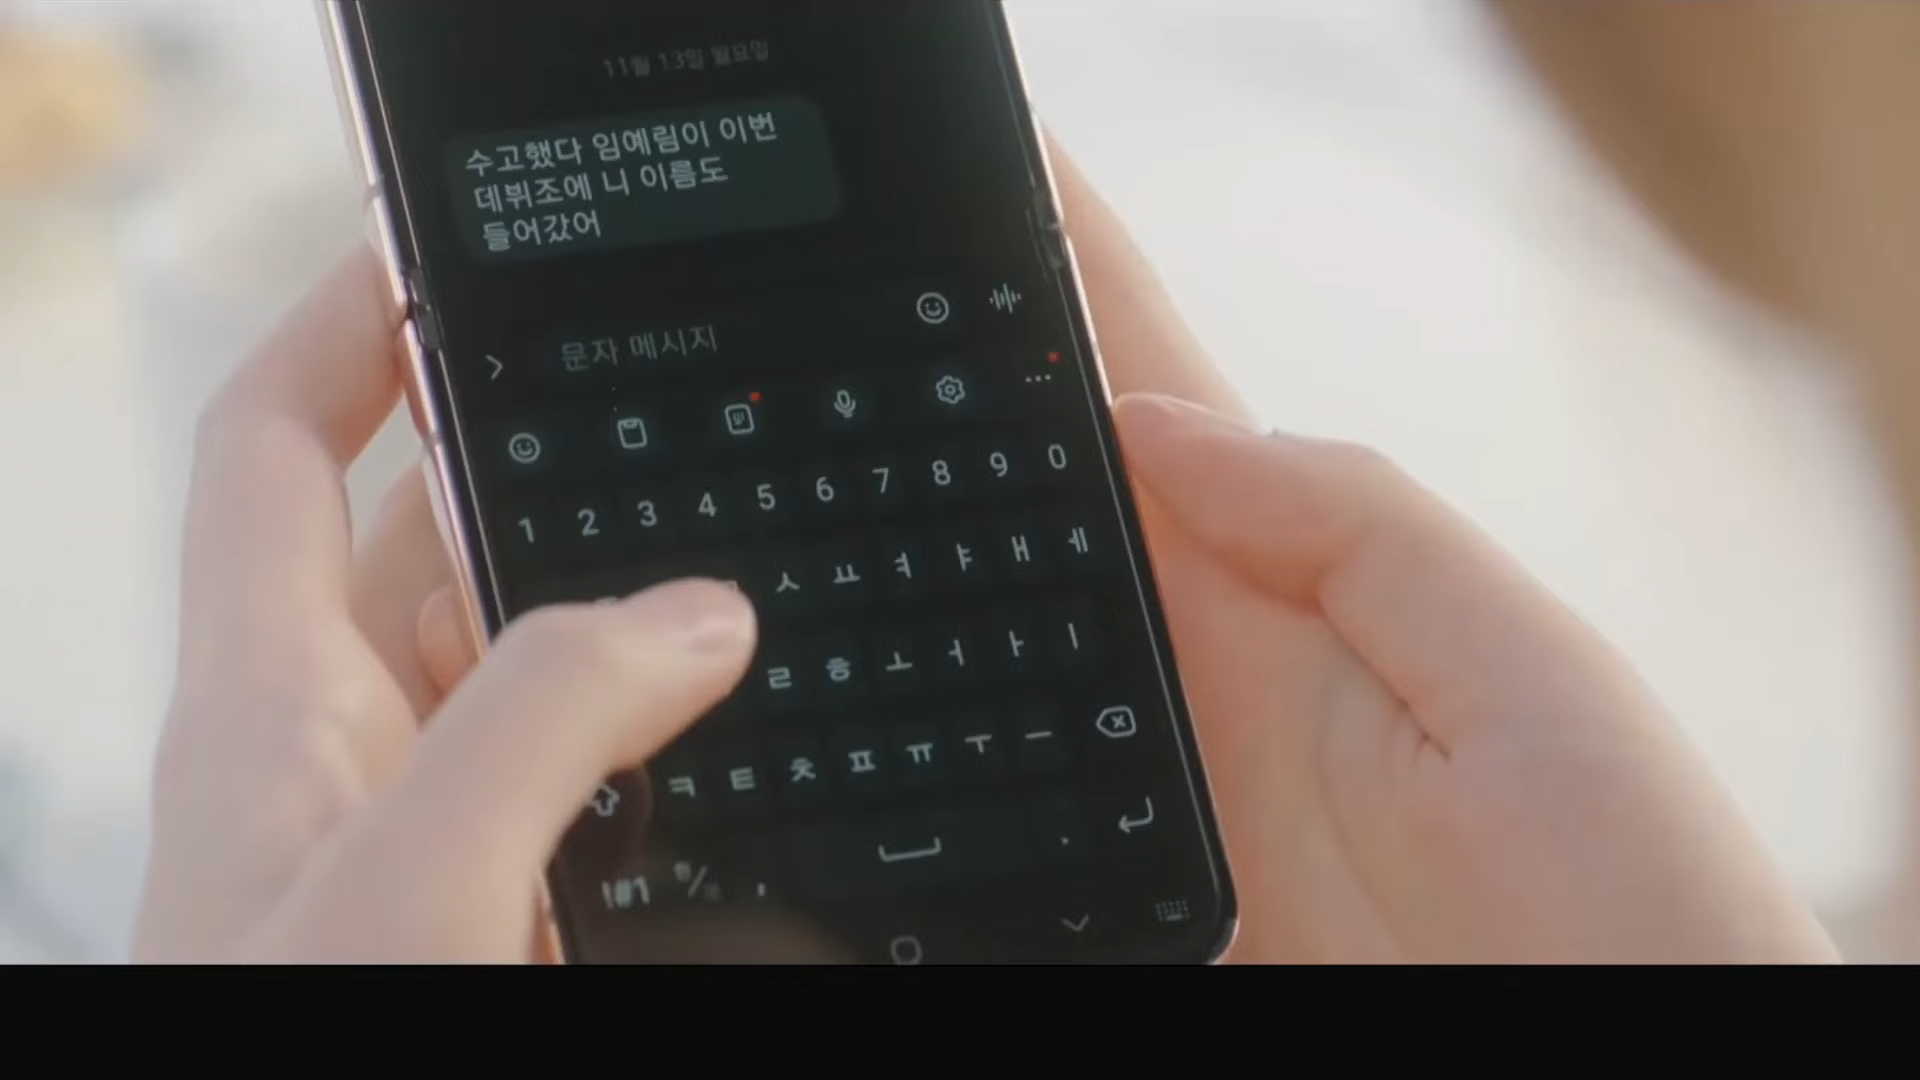 11월 13일 월요일
수고했다 임예림이 이번
데뷔조에 니 이름도
들어갔어
문자 메시지
1 2 3 4 5 6 7 8 9 0
ㅅ ㅛ ㅕ ㅑ ㅐ ㅔ
ㄹ ㅎ ㅗ ㅓ ㅏ ㅣ
ㅋ ㅌ ㅊ ㅍ ㅠ ㅜ ㅡ
!#1 , .